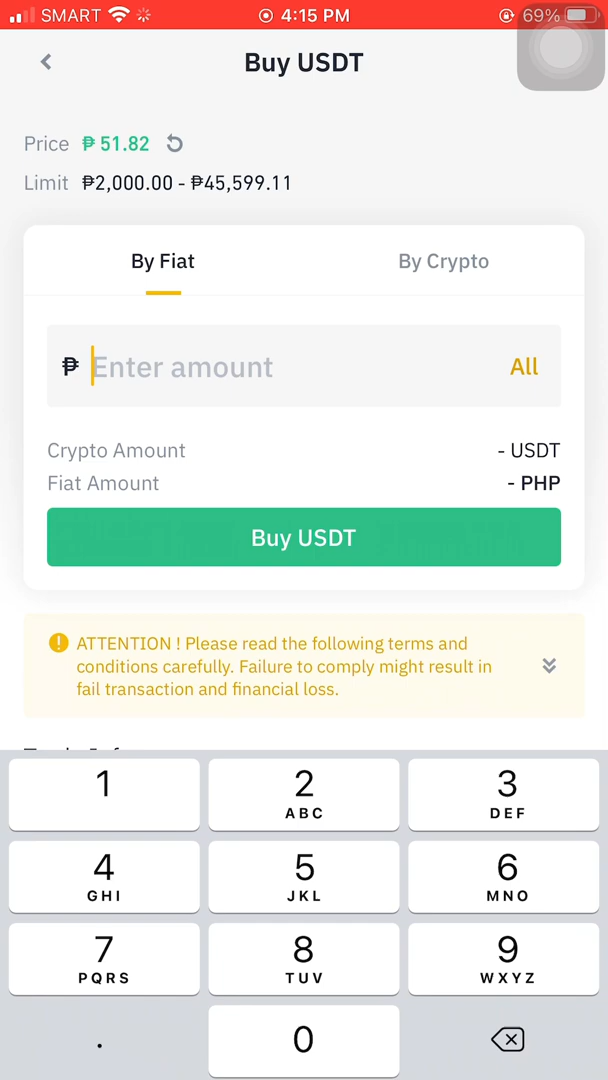 SMART 4:15 PM 69%
Buy USDT
Price ₱ 51.82
Limit ₱2,000.00 - ₱45,599.11
By Fiat By Crypto
₱ Enter amount All
Crypto Amount - USDT
Fiat Amount - PHP
Buy USDT
ATTENTION ! Please read the following terms and
conditions carefully. Failure to comply might result in
fail transaction and financial loss.
1 2 3
ABC DEF
4 5 6
GHI JKL MNO
7 8 9
PQRS TUV WXYZ
. 0